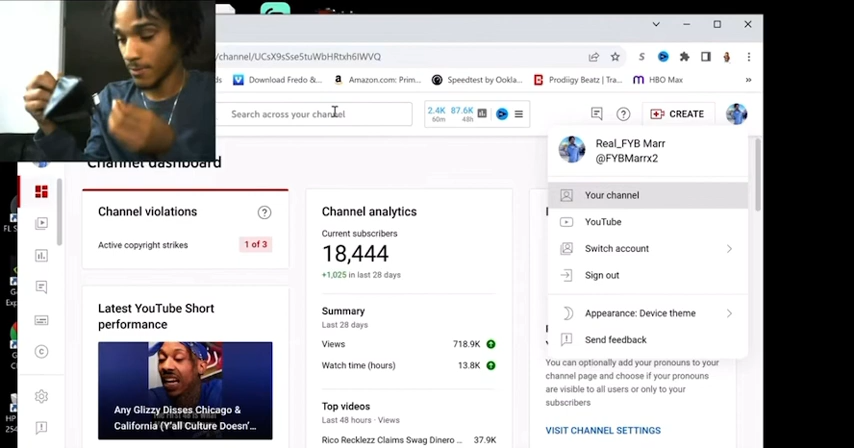 /channel/UCsX9sSse5tuWbHRtxh6IWVQ
ds
Download Fredo &...
Amazon.com: Prim...
Speedtest by Ookla...
Prodiigy Beatz | Tra...
HBO Max
»
Search across your channel
2.4K 87.6K
60m 48h
CREATE
Real_FYB Marr
@FYBMarrx2
Your channel
YouTube
Switch account
Sign out
Appearance: Device theme
Send feedback
Channel dashboard
Channel violations
Active copyright strikes 1 of 3
Latest YouTube Short
performance
Any Glizzy Disses Chicago &
California (Y'all Culture Doesn'...
Channel analytics
Current subscribers
18,444
+1,025 in last 28 days
Summary
Last 28 days
Views 718.9K
Watch time (hours) 13.8K
Top videos
Last 48 hours · Views
Rico Recklezz Claims Swag Dinero ... 37.9K
You can optionally add your pronouns to your
channel page and choose if your pronouns
are visible to all users or only to your
subscribers
VISIT CHANNEL SETTINGS
FL S
HP
254